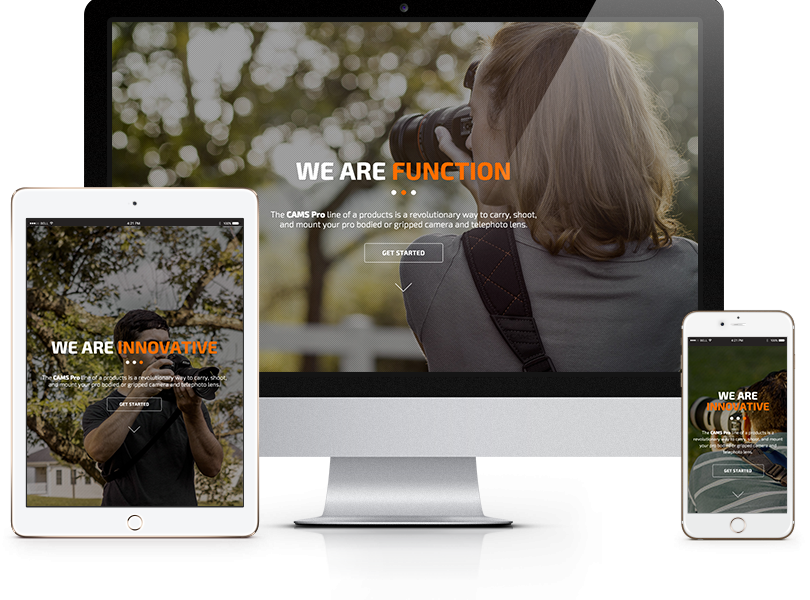 WE ARE FUNCTION
The CAMS Pro line of a products is a revolutionary way to carry, shoot,
and mount your pro bodied or gripped camera and telephoto lens.
GET STARTED
4:21 PM
100%
WE ARE INNOVATIVE
The CAMS Pro line of a products is a revolutionary way to carry, shoot,
and mount your pro bodied or gripped camera and telephoto lens.
GET STARTED
BELL
4:21 PM
100%
WE ARE
INNOVATIVE
The CAMS Pro line of a products is a
revolutionary way to carry, shoot, and mount
your pro bodied or gripped camera and
telephoto lens.
GET STARTED